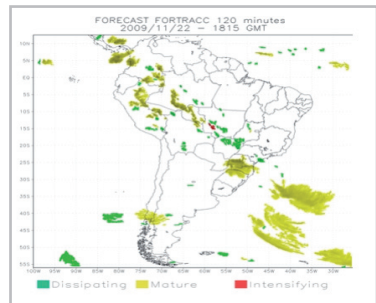 FORECAST FORTRACC 120 minutes
2009/11/22 - 1815 GMT
10N
5N
EQ
5S
10S
15S
20S
25S
30S
35S
40S
45S
50S
55S
100W 95W 90W 85W 80W 75W 70W 65W 60W 55W 50W 45W 40W 35W 30W
Dissipating Mature Intensifying